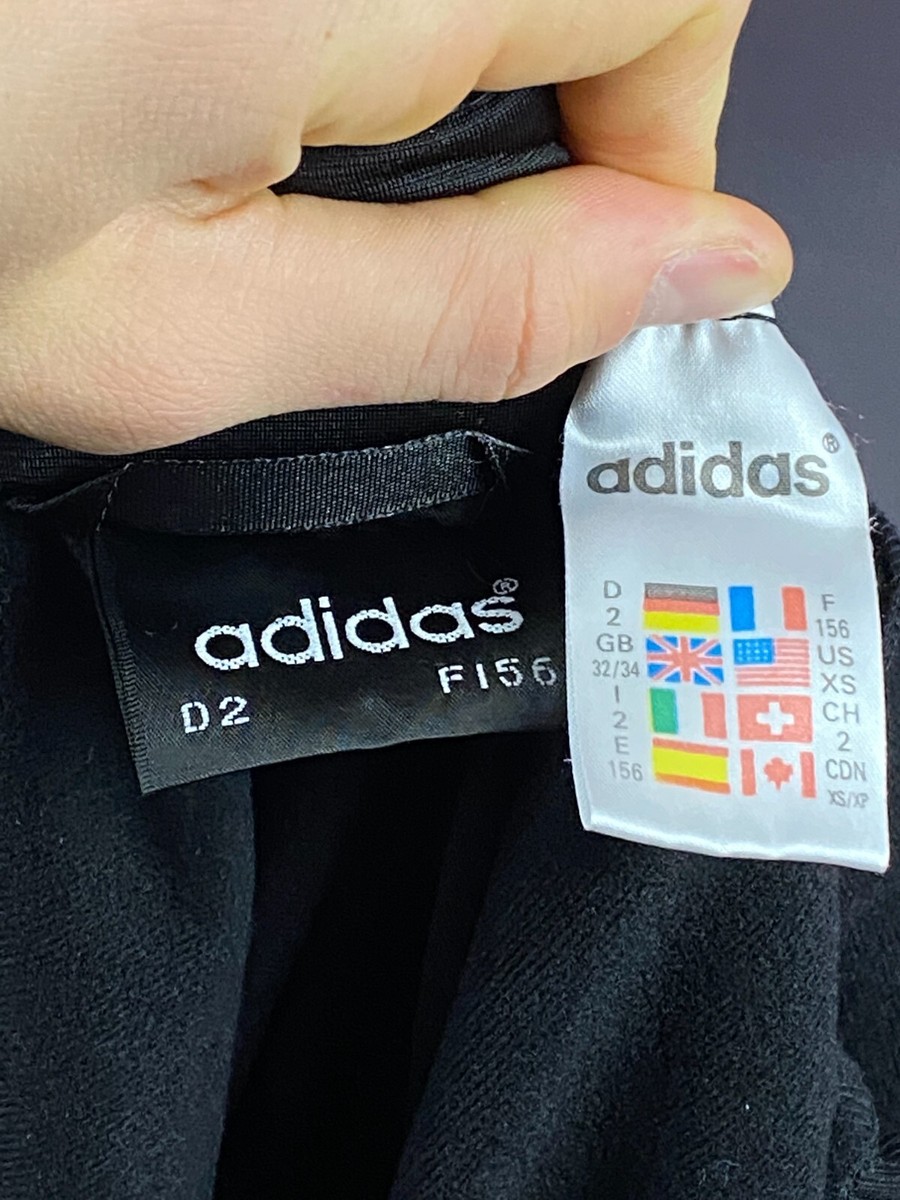 adidas®
D2 F156
adidas®
D F
2 156
GB US
32/34 XS
I CH
2 2
E CDN
156 XS/XP